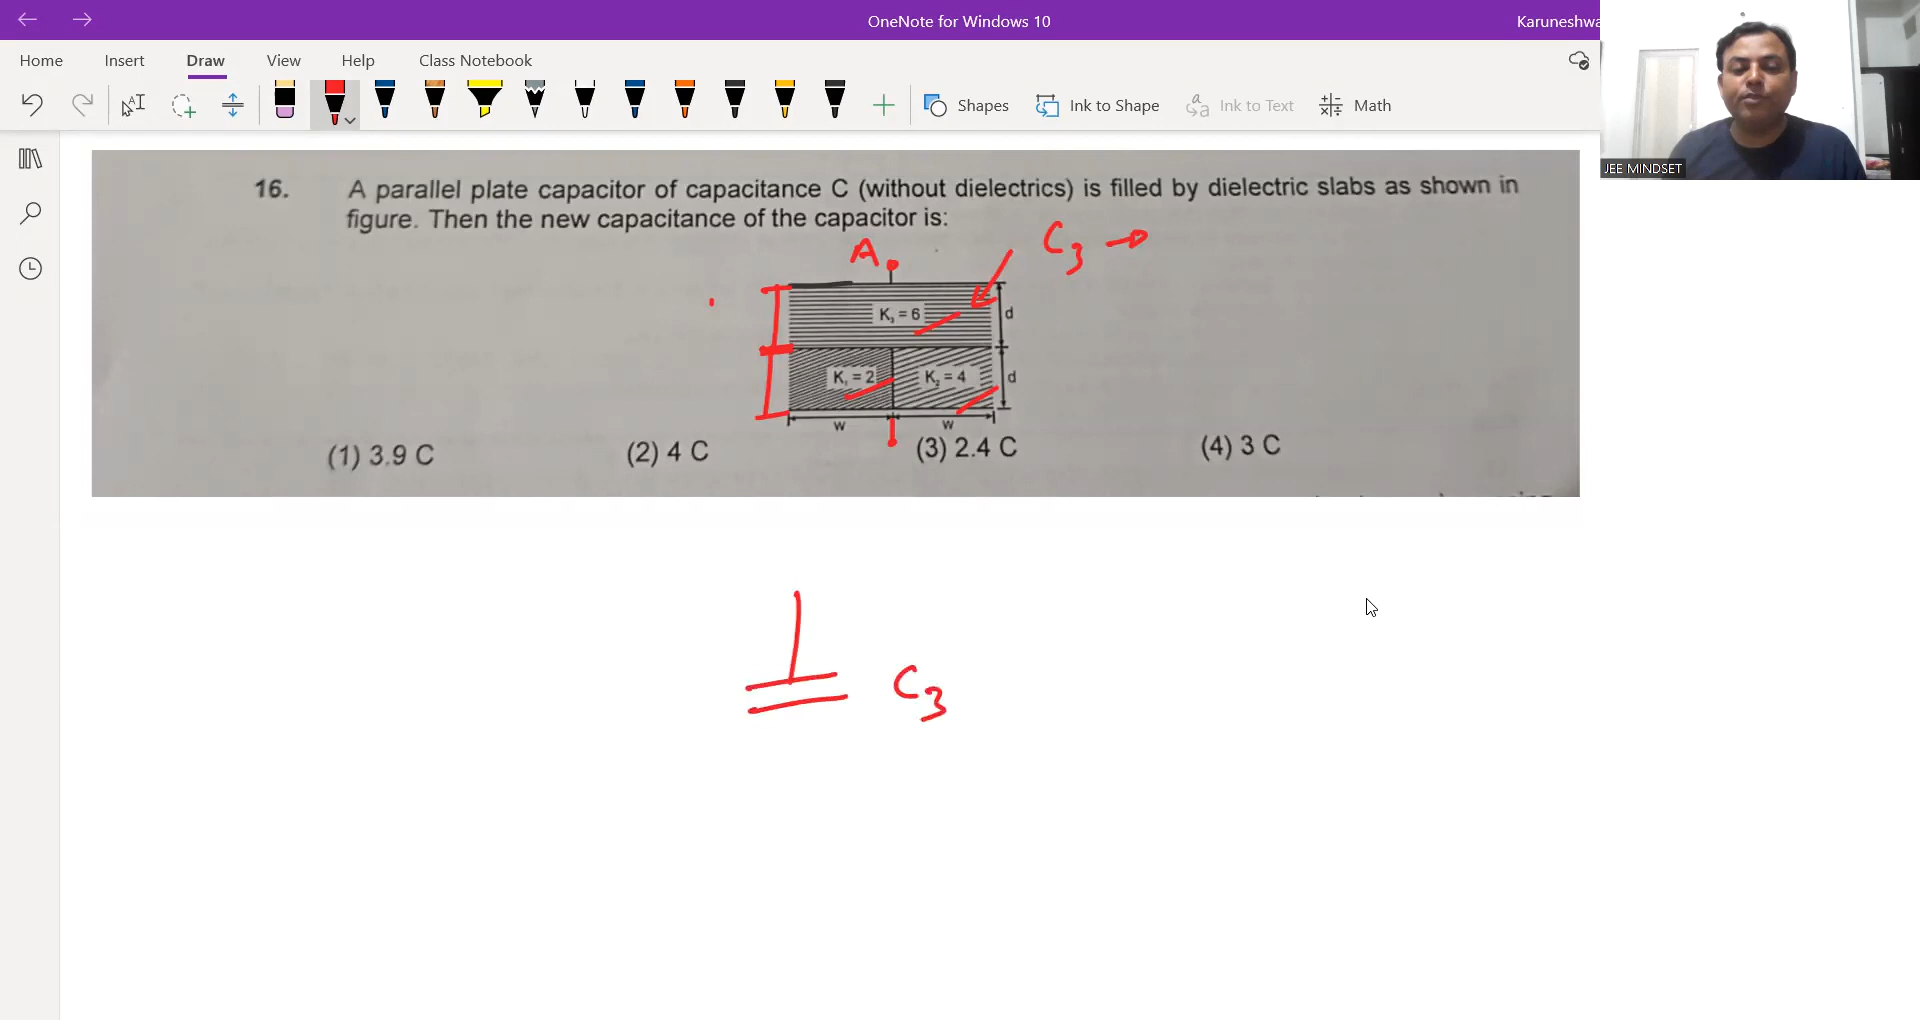 OneNote for Windows 10
Karuneshwa
Home Insert Draw View Help Class Notebook
Shapes Ink to Shape Ink to Text Math
JEE MINDSET
16. A parallel plate capacitor of capacitance C (without dielectrics) is filled by dielectric slabs as shown in
figure. Then the new capacitance of the capacitor is:
A
C3 →
K₃ = 6
d
K₁ = 2 K₂ = 4
d
w w
(1) 3.9 C (2) 4 C (3) 2.4 C (4) 3 C
C3